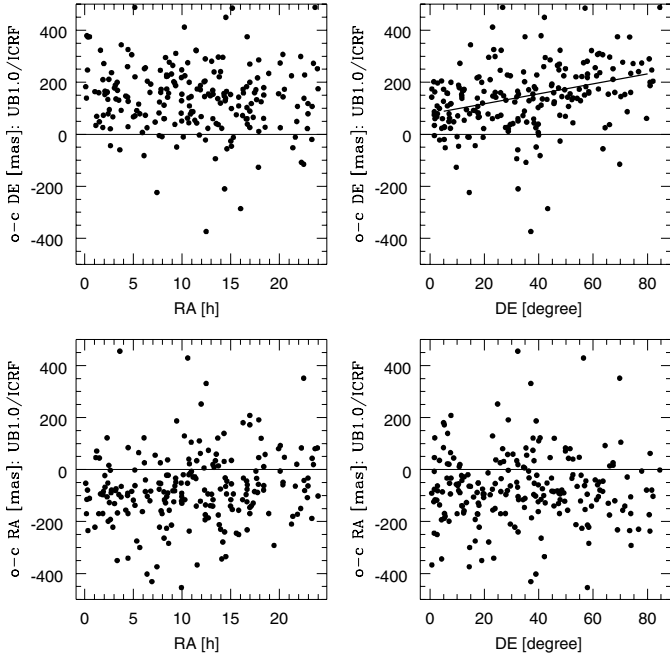 o-c DE [mas]: UB1.0/ICRF
400
200
0
-200
-400
0 5 10 15 20
RA [h]
o-c DE [mas]: UB1.0/ICRF
400
200
0
-200
-400
0 20 40 60 80
DE [degree]
o-c RA [mas]: UB1.0/ICRF
400
200
0
-200
-400
0 5 10 15 20
RA [h]
o-c RA [mas]: UB1.0/ICRF
400
200
0
-200
-400
0 20 40 60 80
DE [degree]